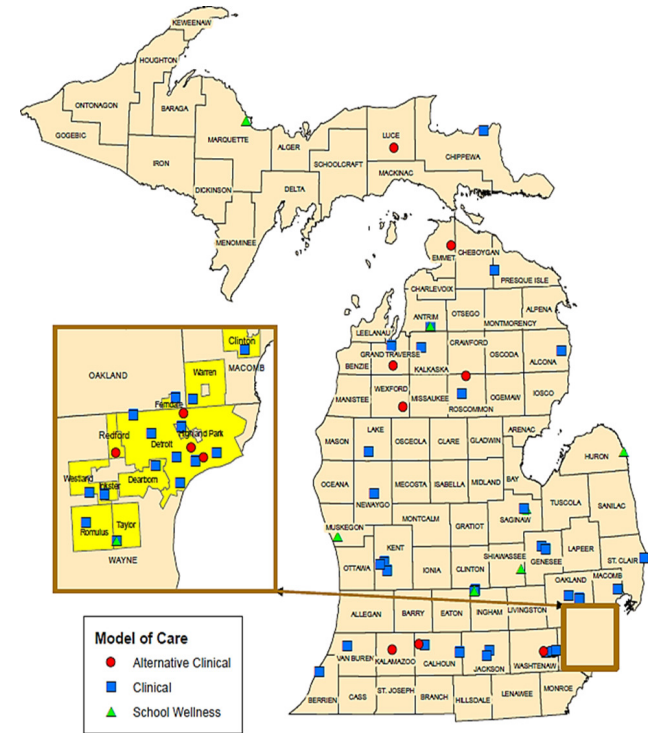 KEWEENAW
HOUGHTON
ONTONAGON
BARAGA
GOGEBIC
MARQUETTE
LUCE
ALGER
CHIPPEWA
SCHOOLCRAFT
IRON
MACKINAC
DICKINSON
DELTA
MENOMINEE
EMMET
CHEBOYGAN
PRESQUE ISLE
CHARLEVOIX
ANTRIM
OTSEGO
ALPENA
MONTMORENCY
LEELANAU
GRAND TRAVERSE
CRAWFORD
OSCODA
ALCONA
BENZIE
KALKASKA
WEXFORD
MANISTEE
MISSAUKEE
OGEMAW
IOSCO
ROSCOMMON
ARENAC
MASON
LAKE
OSCEOLA
CLARE
GLADWIN
HURON
OCEANA
MECOSTA
ISABELLA
MIDLAND
BAY
NEWAYGO
TUSCOLA
SANILAC
MONTCALM
GRATIOT
SAGINAW
MUSKEGON
KENT
SHIAWASSEE
LAPEER
OTTAWA
IONIA
CLINTON
GENESEE
ST. CLAIR
OAKLAND
MACOMB
ALLEGAN
BARRY
EATON
INGHAM
LIVINGSTON
VAN BUREN
KALAMAZOO
CALHOUN
JACKSON
WASHTENAW
BERRIEN
CASS
ST. JOSEPH
BRANCH
HILLSDALE
LENAWEE
MONROE
Clinton
MACOMB
OAKLAND
Warren
Ferndale
Highland Park
Redford
Detroit
Westland
Dearborn
Romulus
Taylor
WAYNE
Model of Care
Alternative Clinical
Clinical
School Wellness